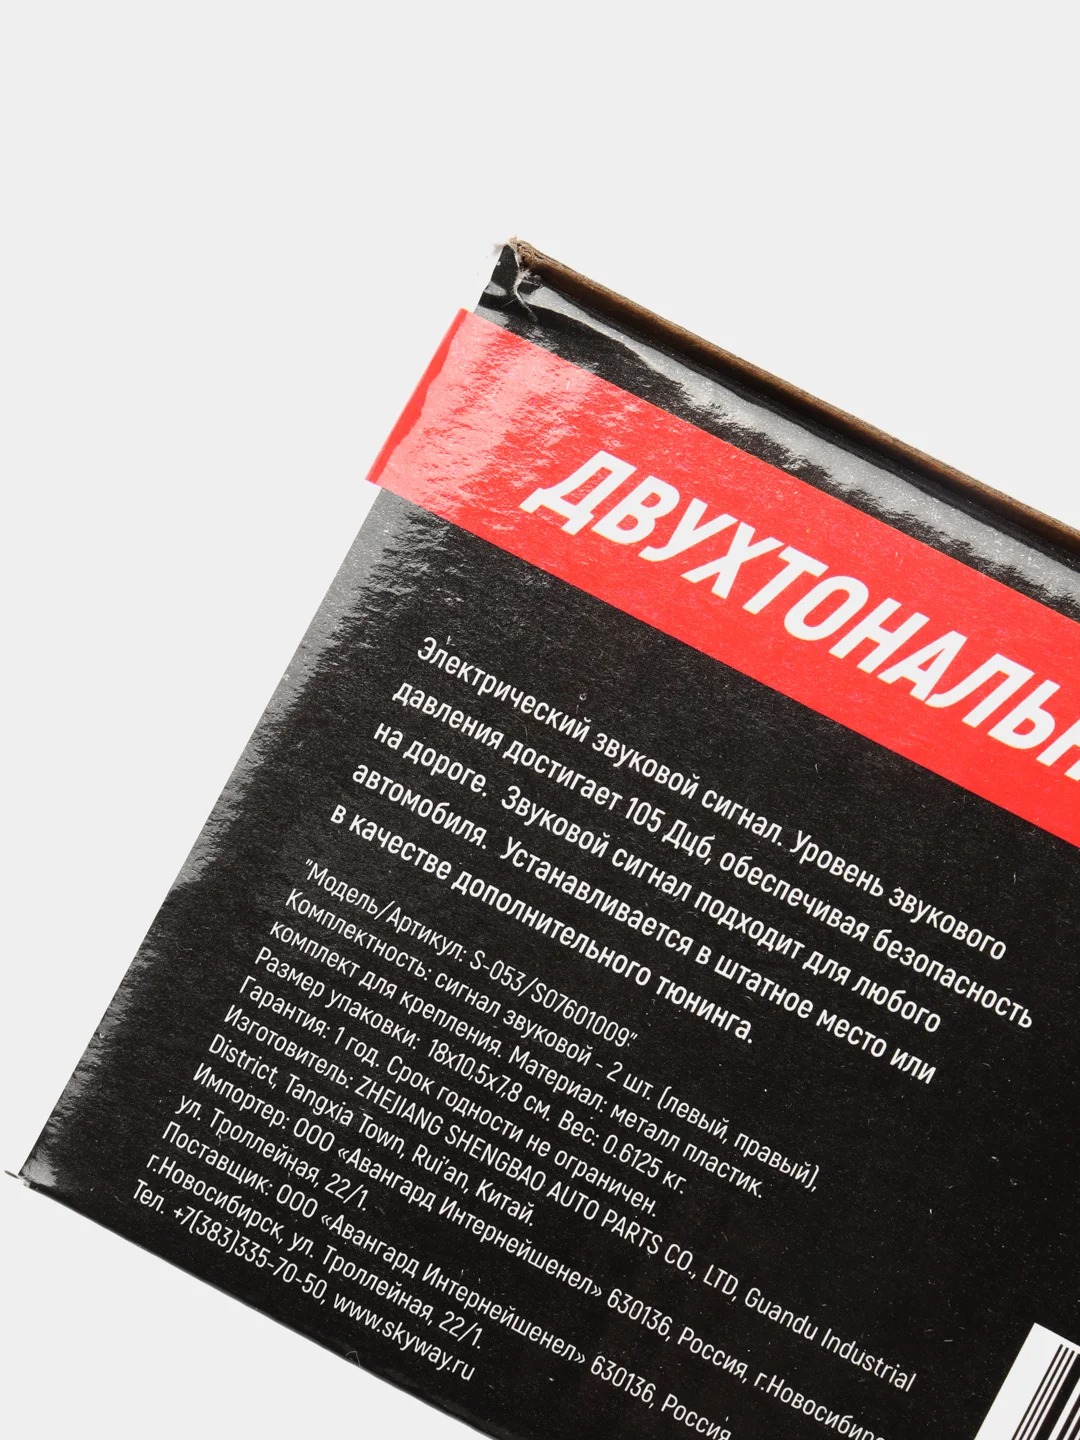 ДВУХТОНАЛЬН
Электрический звуковой сигнал. Уровень звукового
давления достигает 105 Дцб, обеспечивая безопасность
на дороге. Звуковой сигнал подходит для любого
автомобиля. Устанавливается в штатное место или
в качестве дополнительного тюнинга.
"Модель/Артикул: S-053/S07601009"
Комплектность: сигнал звуковой - 2 шт. (левый, правый),
комплект для крепления. Материал: металл пластик.
Размер упаковки: 18x10.5x7,8 см. Вес: 0.6125 кг.
Гарантия: 1 год. Срок годности не ограничен.
Изготовитель: ZHEJIANG SHENGBAO AUTO PARTS CO., LTD, Guandu Industrial
District, Tangxia Town, Rui'an, Китай.
Импортер: ООО «Авангард Интернейшенел» 630136, Россия, г.Новосибирс
ул. Троллейная, 22/1.
Поставщик: ООО «Авангард Интернейшенел» 630136, Россия
г.Новосибирск, ул. Троллейная, 22/1.
Тел. +7(383)335-70-50, www.skyway.ru